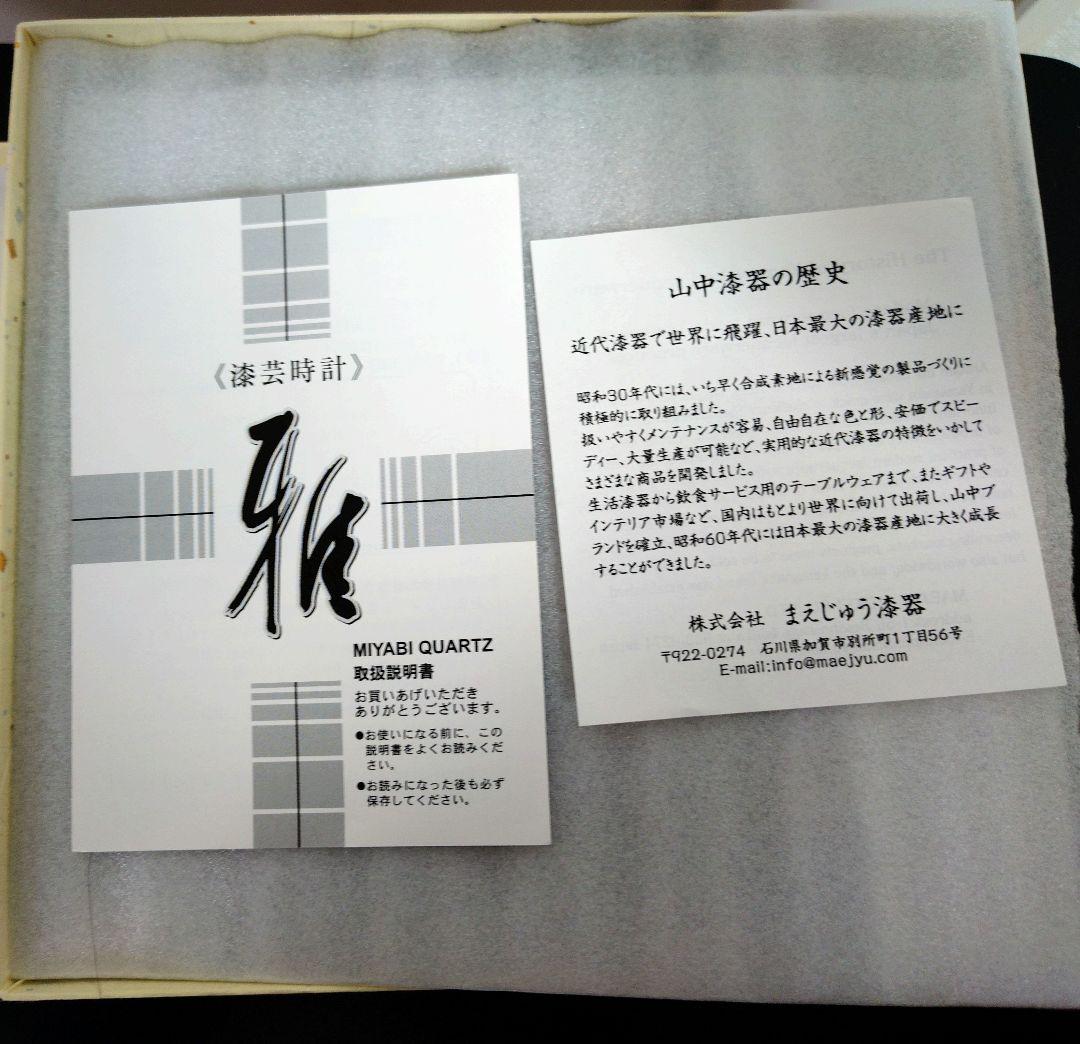 《漆芸時計》
雅
MIYABI QUARTZ
取扱説明書
お買いあげいただき
ありがとうございます。
●お使いになる前に、この
説明書をよくお読みくだ
さい。
●お読みになった後も必ず
保存してください。
山中漆器の歴史
近代漆器で世界に飛躍、日本最大の漆器産地に
昭和30年代には、いち早く合成素地による新感覚の製品づくりに
積極的に取り組みました。
扱いやすくメンテナンスが容易、自由自在な色と形、安価でスピー
ディー、大量生産が可能など、実用的な近代漆器の特徴をいかして
さまざまな商品を開発しました。
生活漆器から飲食サービス用のテーブルウェアまで、またギフトや
インテリア市場など、国内はもとより世界に向けて出荷し、山中ブ
ランドを確立、昭和60年代には日本最大の漆器産地に大きく成長
することができました。
株式会社 まえじゅう漆器
〒922-0274 石川県加賀市別所町1丁目56号
E-mail:info@maejyu.com